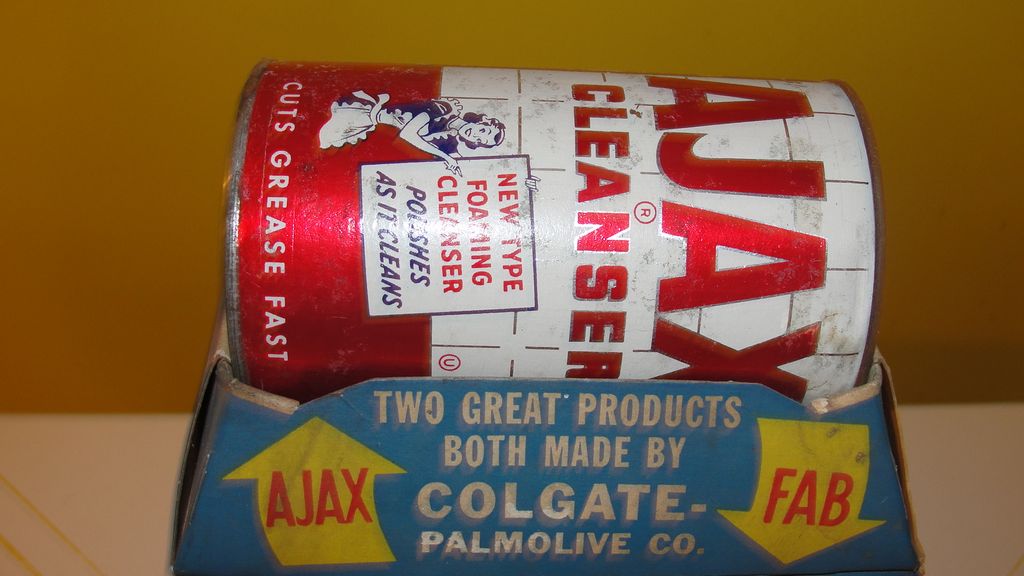 AJAX
CLEANSER
®
NEW TYPE
FOAMING
CLEANSER
POLISHES
AS IT CLEANS
U
CUTS GREASE FAST
TWO GREAT PRODUCTS
BOTH MADE BY
COLGATE-
PALMOLIVE CO.
AJAX
FAB